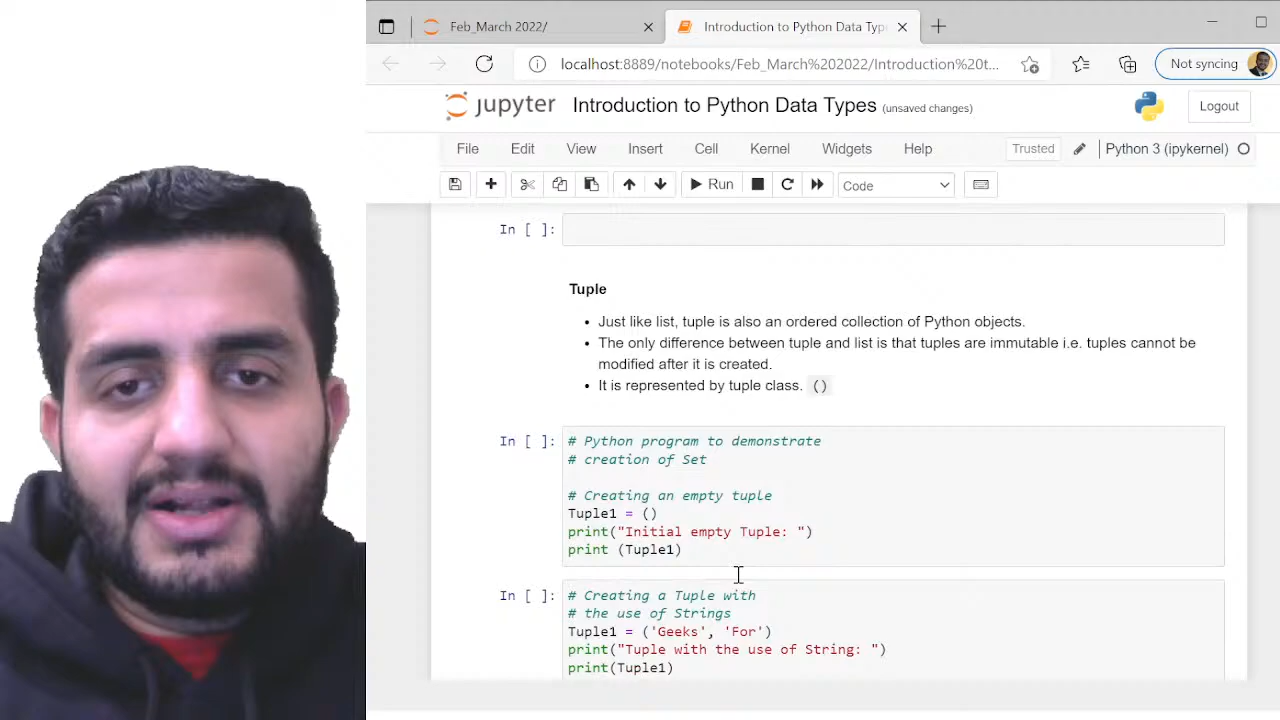 Feb_March 2022/
Introduction to Python Data Typ
localhost:8889/notebooks/Feb_March%202022/Introduction%20t...
Not syncing
jupyter Introduction to Python Data Types (unsaved changes)
Logout
File Edit View Insert Cell Kernel Widgets Help
Trusted
Python 3 (ipykernel)
Run
Code
In [ ]:
Tuple
• Just like list, tuple is also an ordered collection of Python objects.
• The only difference between tuple and list is that tuples are immutable i.e. tuples cannot be
modified after it is created.
• It is represented by tuple class. ()
In [ ]: # Python program to demonstrate
# creation of Set
# Creating an empty tuple
Tuple1 = ()
print("Initial empty Tuple: ")
print (Tuple1)
In [ ]: # Creating a Tuple with
# the use of Strings
Tuple1 = ('Geeks', 'For')
print("Tuple with the use of String: ")
print(Tuple1)